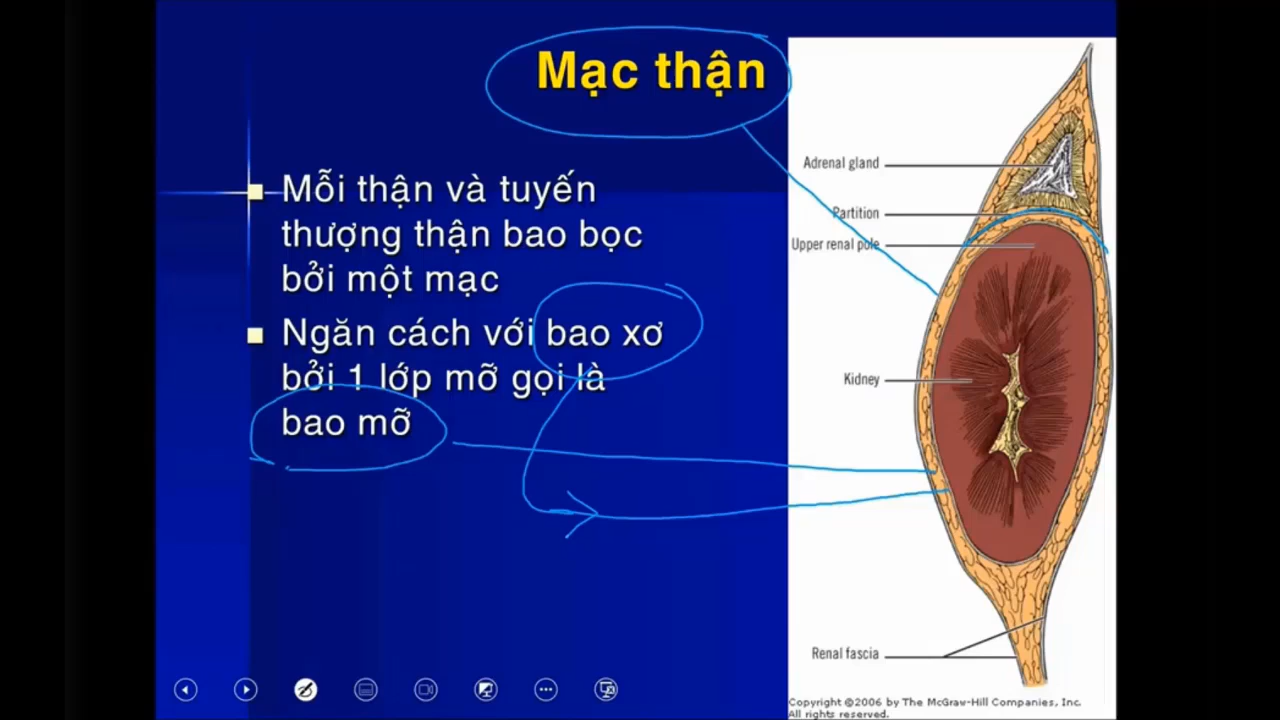 Mạc thận
Mỗi thận và tuyến
thượng thận bao bọc
bởi một mạc
Ngăn cách với bao xơ
bởi 1 lớp mỡ gọi là
bao mỡ
Adrenal gland
Partition
Upper renal pole
Kidney
Renal fascia
Copyright ©2006 by The McGraw-Hill Companies, Inc.
All rights reserved.